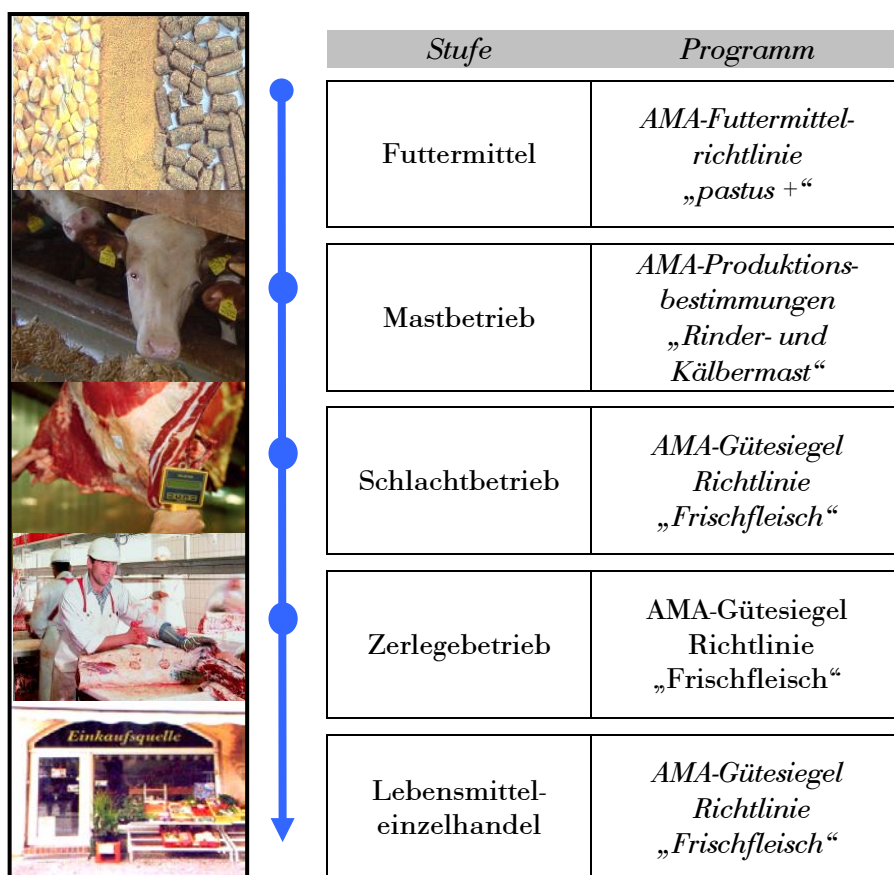 Stufe Programm
Futtermittel
AMA-Futtermittel-
richtlinie
„pastus +“
Mastbetrieb
AMA-Produktions-
bestimmungen
„Rinder- und
Kälbermast“
Schlachtbetrieb
AMA-Gütesiegel
Richtlinie
„Frischfleisch“
Zerlegebetrieb
AMA-Gütesiegel
Richtlinie
„Frischfleisch“
Einkaufsquelle
Lebensmittel-
einzelhandel
AMA-Gütesiegel
Richtlinie
„Frischfleisch“